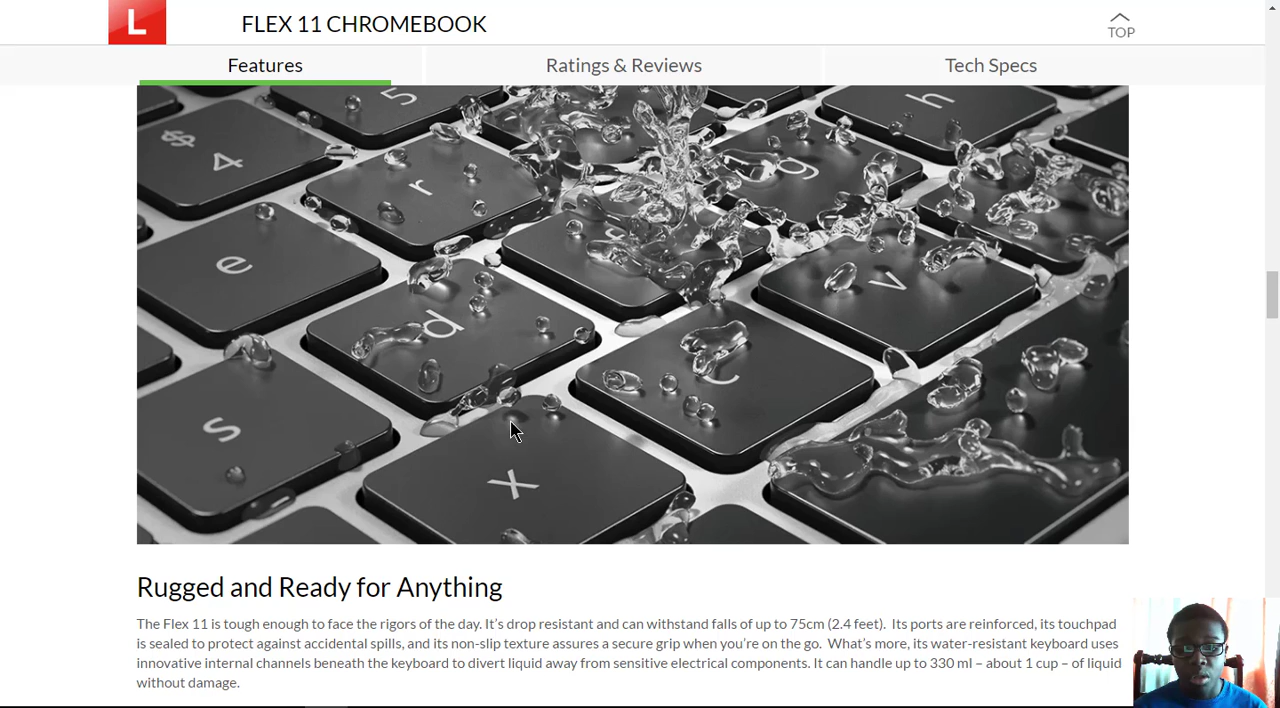 L
FLEX 11 CHROMEBOOK
TOP
Features
Ratings & Reviews
Tech Specs
5
h
$
4
r
g
e
d
v
c
s
x
Rugged and Ready for Anything
The Flex 11 is tough enough to face the rigors of the day. It's drop resistant and can withstand falls of up to 75cm (2.4 feet).  Its ports are reinforced, its touchpad
is sealed to protect against accidental spills, and its non-slip texture assures a secure grip when you're on the go.  What's more, its water-resistant keyboard uses
innovative internal channels beneath the keyboard to divert liquid away from sensitive electrical components. It can handle up to 330 ml – about 1 cup – of liquid
without damage.